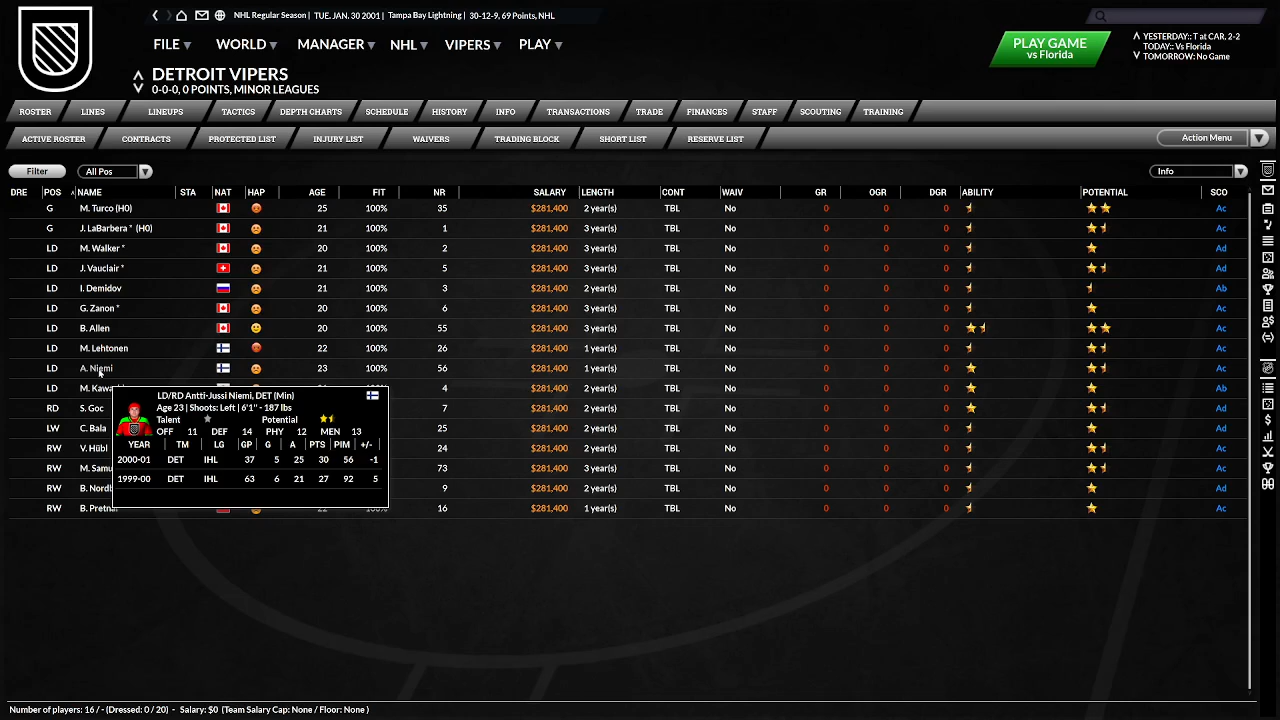 NHL Regular Season | TUE. JAN. 30 2001 | Tampa Bay Lightning | 30-12-9, 69 Points, NHL
FILE WORLD MANAGER NHL VIPERS PLAY
PLAY GAME
vs Florida
YESTERDAY:: T at CAR, 2-2
TODAY:: Vs Florida
TOMORROW: No Game
DETROIT VIPERS
0-0-0, 0 POINTS, MINOR LEAGUES
ROSTER LINES LINEUPS TACTICS DEPTH CHARTS SCHEDULE HISTORY INFO TRANSACTIONS TRADE FINANCES STAFF SCOUTING TRAINING
ACTIVE ROSTER CONTRACTS PROTECTED LIST INJURY LIST WAIVERS TRADING BLOCK SHORT LIST RESERVE LIST Action Menu
Filter All Pos Info
DRE POS NAME STA NAT HAP AGE FIT NR SALARY LENGTH CONT WAIV GR OGR DGR ABILITY POTENTIAL SCO
G M. Turco (H0) 25 100% 35 $281,400 2 year(s) TBL No 0 0 0 Ac
G J. LaBarbera * (H0) 21 100% 1 $281,400 3 year(s) TBL No 0 0 0 Ac
LD M. Walker * 20 100% 2 $281,400 3 year(s) TBL No 0 0 0 Ac
LD J. Vauclair * 21 100% 5 $281,400 3 year(s) TBL No 0 0 0 Ad
LD I. Demidov 21 100% 3 $281,400 2 year(s) TBL No 0 0 0 Ab
LD G. Zanon * 20 100% 6 $281,400 3 year(s) TBL No 0 0 0 Ac
LD B. Allen 20 100% 55 $281,400 3 year(s) TBL No 0 0 0 Ac
LD M. Lehtonen 22 100% 26 $281,400 1 year(s) TBL No 0 0 0 Ac
LD A. Niemi 23 100% 56 $281,400 1 year(s) TBL No 0 0 0 Ac
LD M. Kawa 4 $281,400 2 year(s) TBL No 0 0 0 Ab
RD S. Goc 7 $281,400 2 year(s) TBL No 0 0 0 Ad
LW C. Bala 25 $281,400 2 year(s) TBL No 0 0 0 Ad
RW V. Hübl 24 $281,400 2 year(s) TBL No 0 0 0 Ac
RW M. Samu 73 $281,400 3 year(s) TBL No 0 0 0 Ac
RW B. Nordt 9 $281,400 2 year(s) TBL No 0 0 0 Ad
RW B. Pretna 16 $281,400 1 year(s) TBL No 0 0 0 Ac
LD/RD Antti-Jussi Niemi, DET (Min)
Age 23 | Shoots: Left | 6'1" - 187 lbs
Talent Potential
OFF 11 DEF 14 PHY 12 MEN 13
YEAR TM LG GP G A PTS PIM +/-
2000-01 DET IHL 37 5 25 30 56 -1
1999-00 DET IHL 63 6 21 27 92 5
Number of players: 16 / - (Dressed: 0 / 20) - Salary: $0 (Team Salary Cap: None / Floor: None )